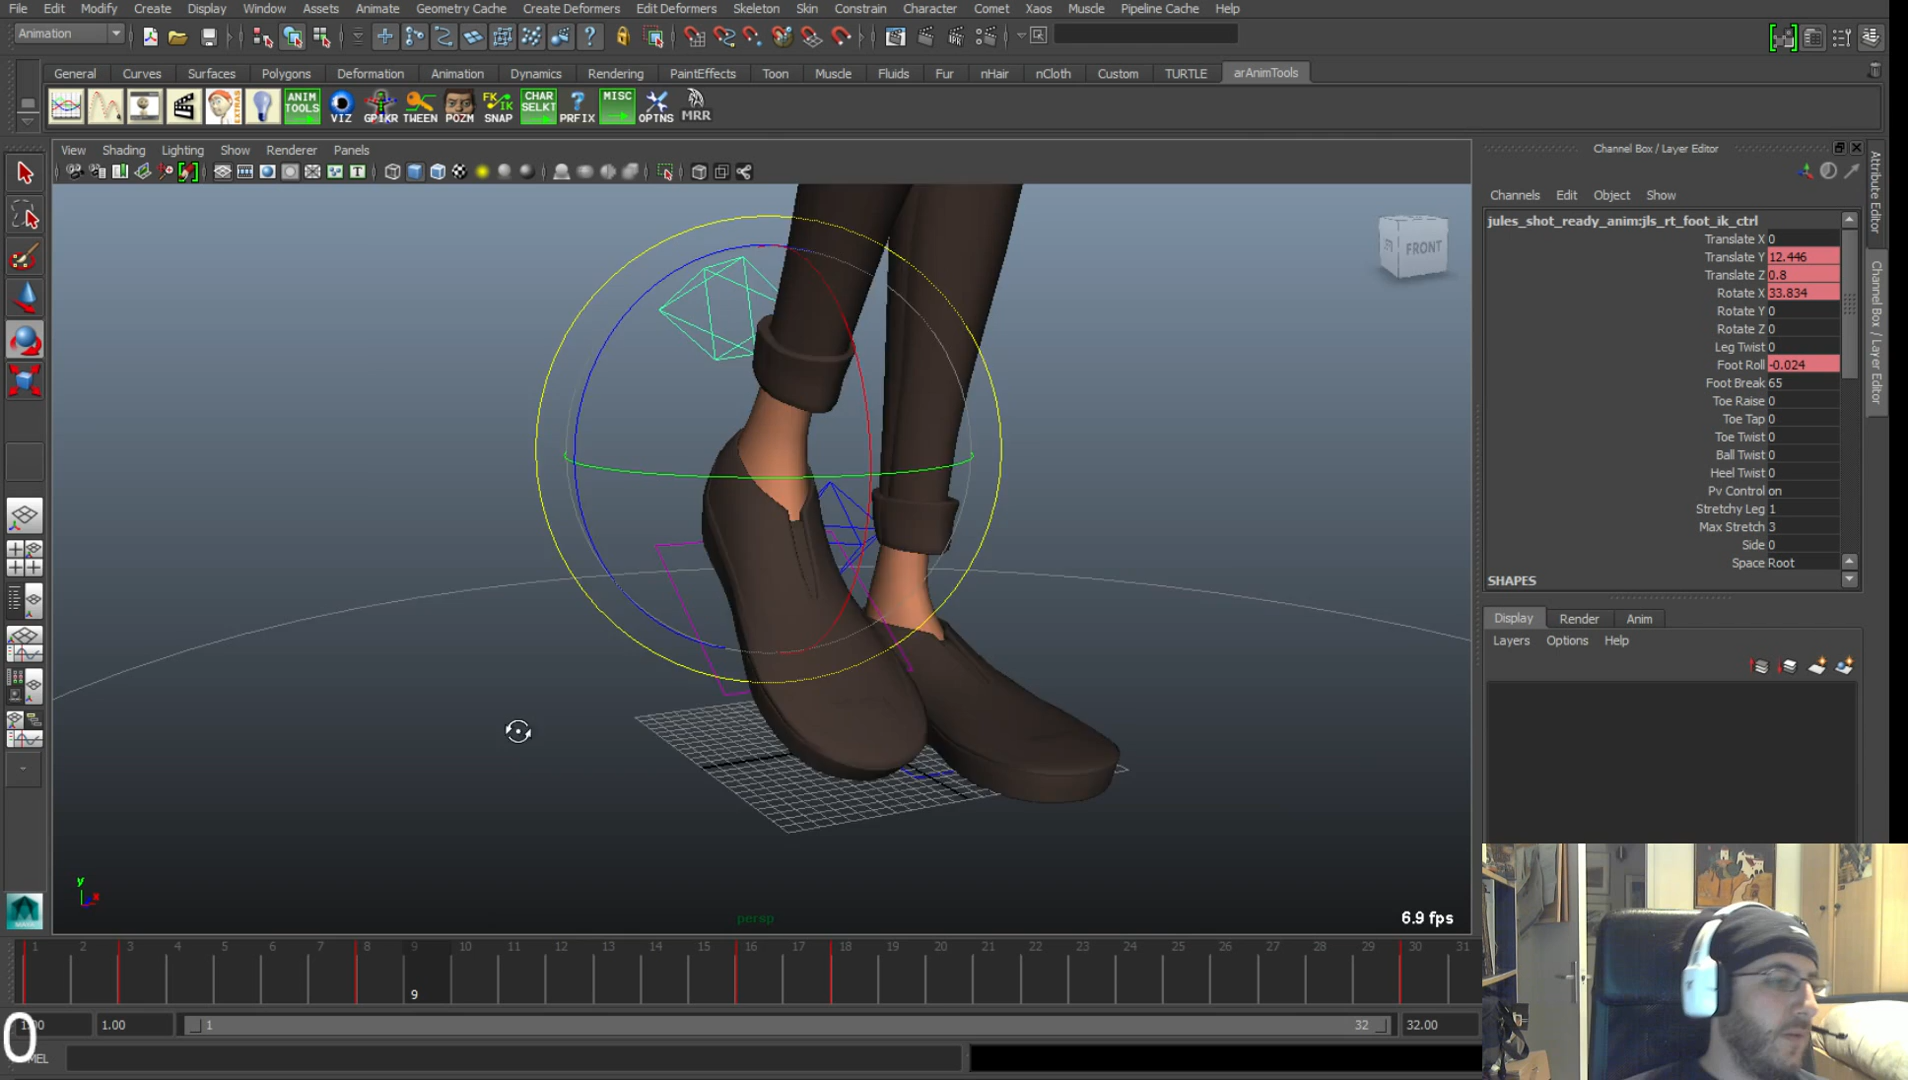 File Edit Modify Create Display Window Assets Animate Geometry Cache Create Deformers Edit Deformers Skeleton Skin Constrain Character Comet Xaos Muscle Pipeline Cache Help
Animation
General Curves Surfaces Polygons Deformation Animation Dynamics Rendering PaintEffects Toon Muscle Fluids Fur nHair nCloth Custom TURTLE arAnimTools
EXTRAS ANIM TOOLS VIZ GPIKR TWEEN POZM FK/IK SNAP CHAR SELKT PRFIX MISC OPTNS MRR
View Shading Lighting Show Renderer Panels
FRONT
persp
6.9 fps
y
x
Channel Box / Layer Editor
Channels Edit Object Show
jules_shot_ready_anim:jls_rt_foot_ik_ctrl
Translate X 0
Translate Y 12.446
Translate Z 0.8
Rotate X 33.834
Rotate Y 0
Rotate Z 0
Leg Twist 0
Foot Roll -0.024
Foot Break 65
Toe Raise 0
Toe Tap 0
Toe Twist 0
Ball Twist 0
Heel Twist 0
Pv Control on
Stretchy Leg 1
Max Stretch 3
Side 0
Space Root
SHAPES
Attribute Editor
Channel Box / Layer Editor
Display Render Anim
Layers Options Help
1 2 3 4 5 6 7 8 9 10 11 12 13 14 15 16 17 18 19 20 21 22 23 24 25 26 27 28 29 30 31
9
1.00 1 32 32.00
0